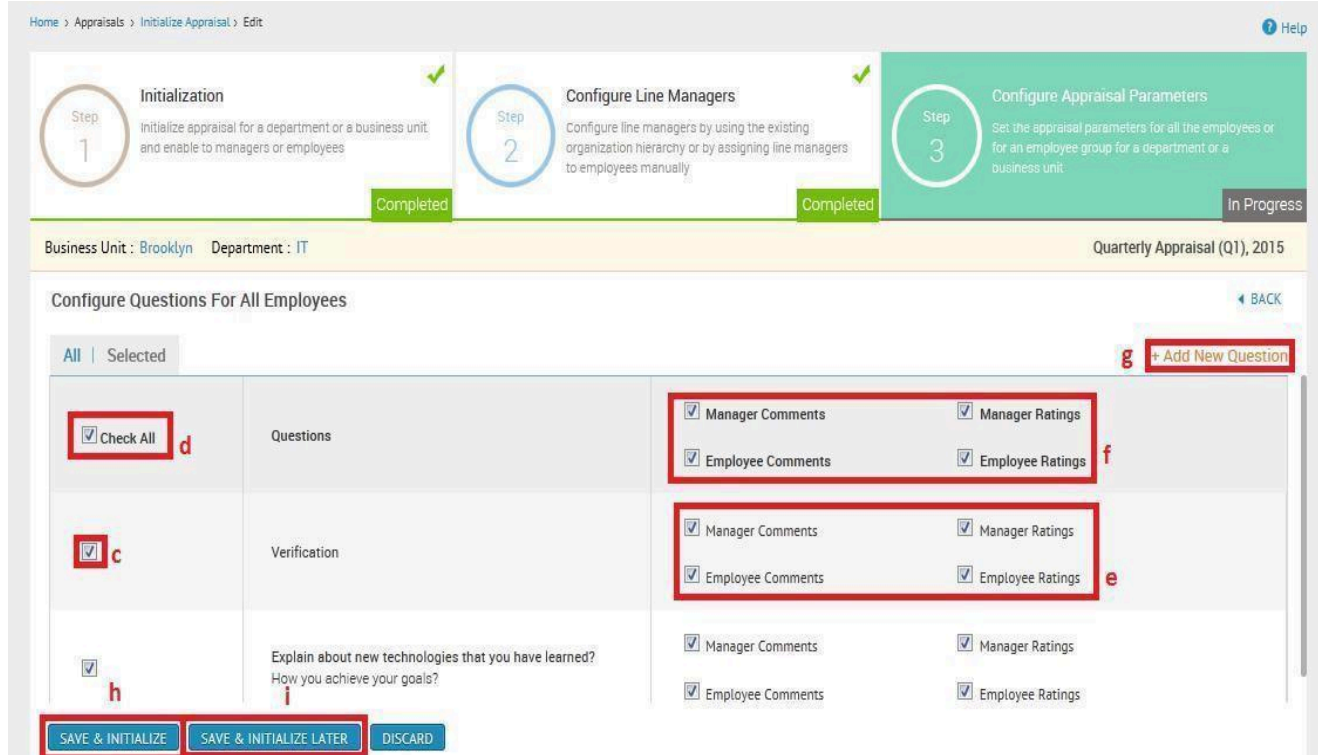 Home > Appraisals > Initialize Appraisal > Edit
? Help
Step 1
Initialization
Initialize appraisal for a department or a business unit
and enable to managers or employees
Completed
Step 2
Configure Line Managers
Configure line managers by using the existing
organization hierarchy or by assigning line managers
to employees manually
Completed
Step 3
Configure Appraisal Parameters
Set the appraisal parameters for all the employees or
for an employee group for a department or a
business unit
In Progress
Business Unit : Brooklyn Department : IT
Quarterly Appraisal (Q1), 2015
Configure Questions For All Employees
BACK
All | Selected
g + Add New Question
Check All d
Questions
Manager Comments Manager Ratings
Employee Comments Employee Ratings f
c
Verification
Manager Comments Manager Ratings
Employee Comments Employee Ratings e
h
Explain about new technologies that you have learned?
How you achieve your goals?
i
Manager Comments Manager Ratings
Employee Comments Employee Ratings
SAVE & INITIALIZE SAVE & INITIALIZE LATER DISCARD